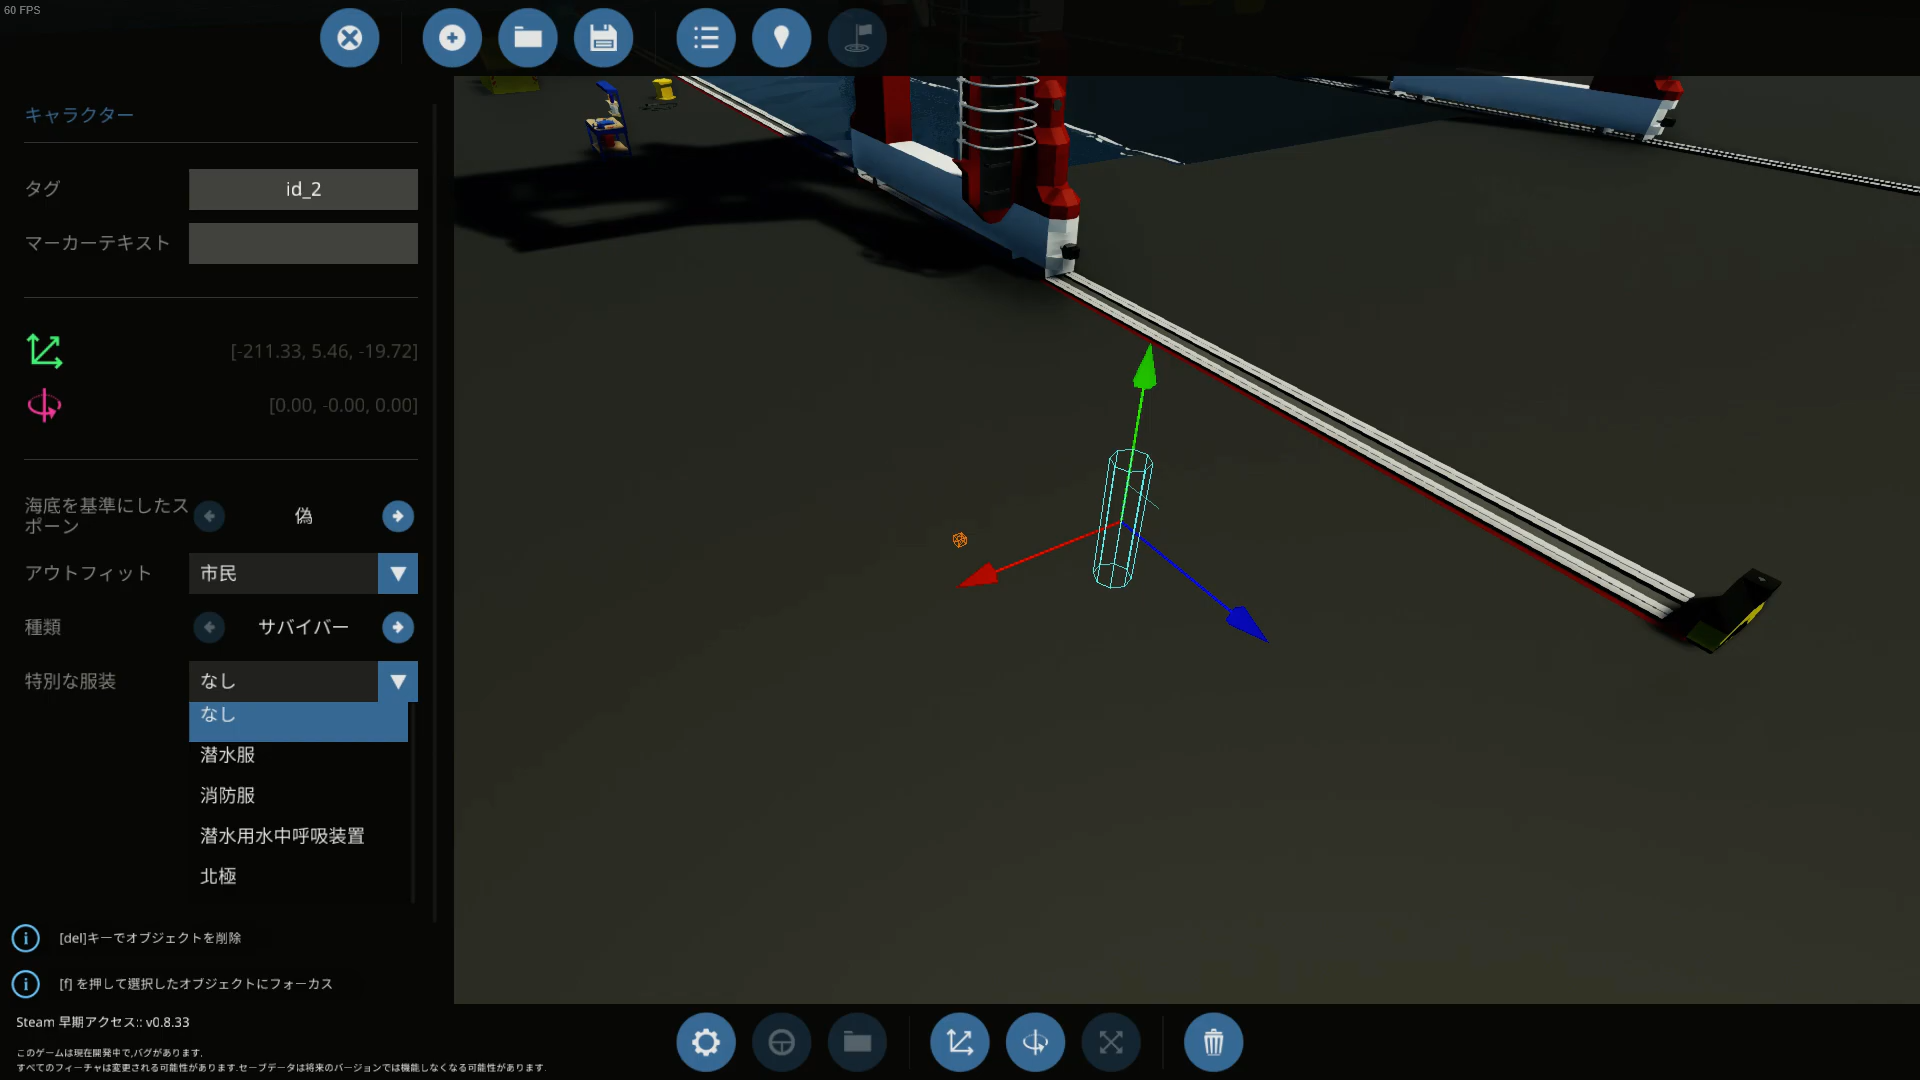 60 FPS
キャラクター
タグ
id_2
マーカーテキスト
[-211.33, 5.46, -19.72]
[0.00, -0.00, 0.00]
海底を基準にしたス
ポーン
偽
アウトフィット
市民
種類
サバイバー
特別な服装
なし
なし
潜水服
消防服
潜水用水中呼吸装置
北極
[del]キーでオブジェクトを削除
[f] を押して選択したオブジェクトにフォーカス
Steam 早期アクセス:: v0.8.33
このゲームは現在開発中で,バグがあります.
すべてのフィーチャは変更される可能性があります.セーブデータは将来のバージョンでは機能しなくなる可能性があります.